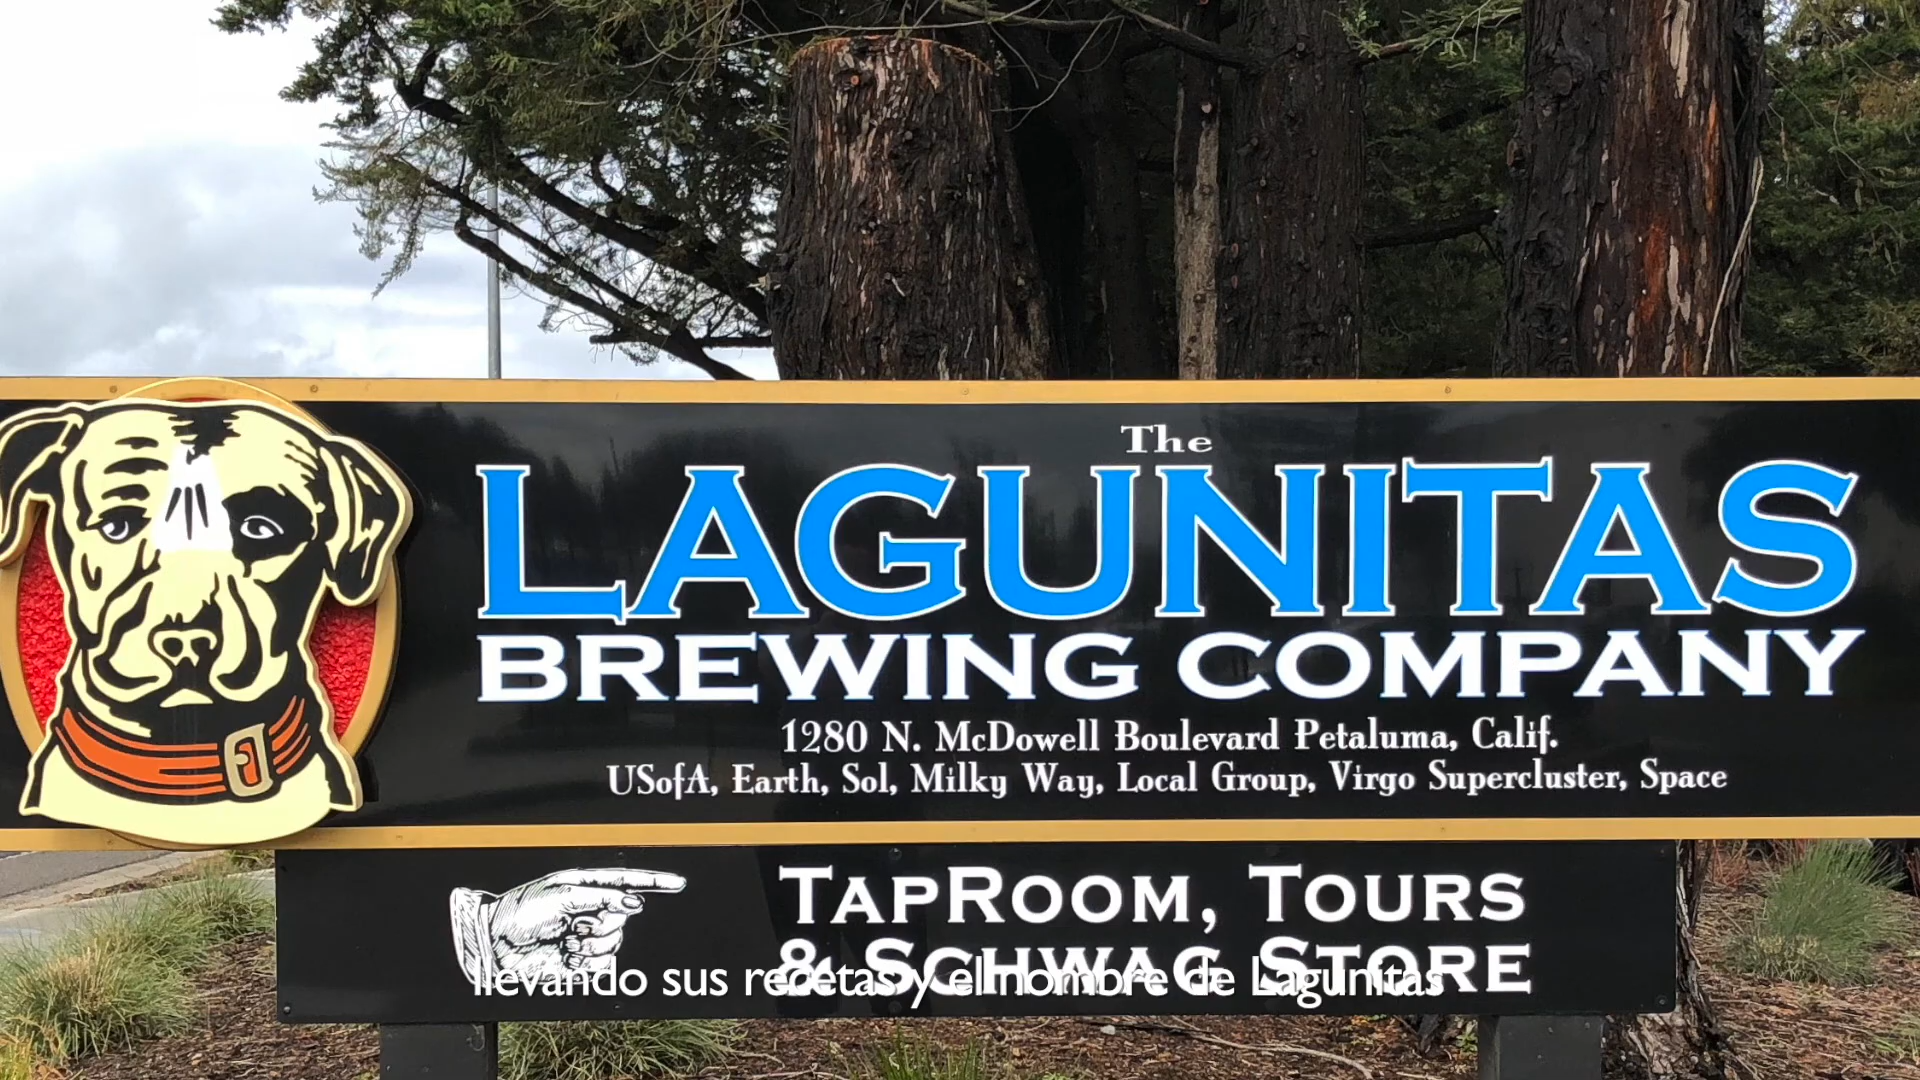 The
LAGUNITAS
BREWING COMPANY
1280 N. McDowell Boulevard Petaluma, Calif.
USofA, Earth, Sol, Milky Way, Local Group, Virgo Supercluster, Space
TAPROOM, TOURS
& SCHWAG STORE
llevando sus recetas y el nombre de Lagunitas